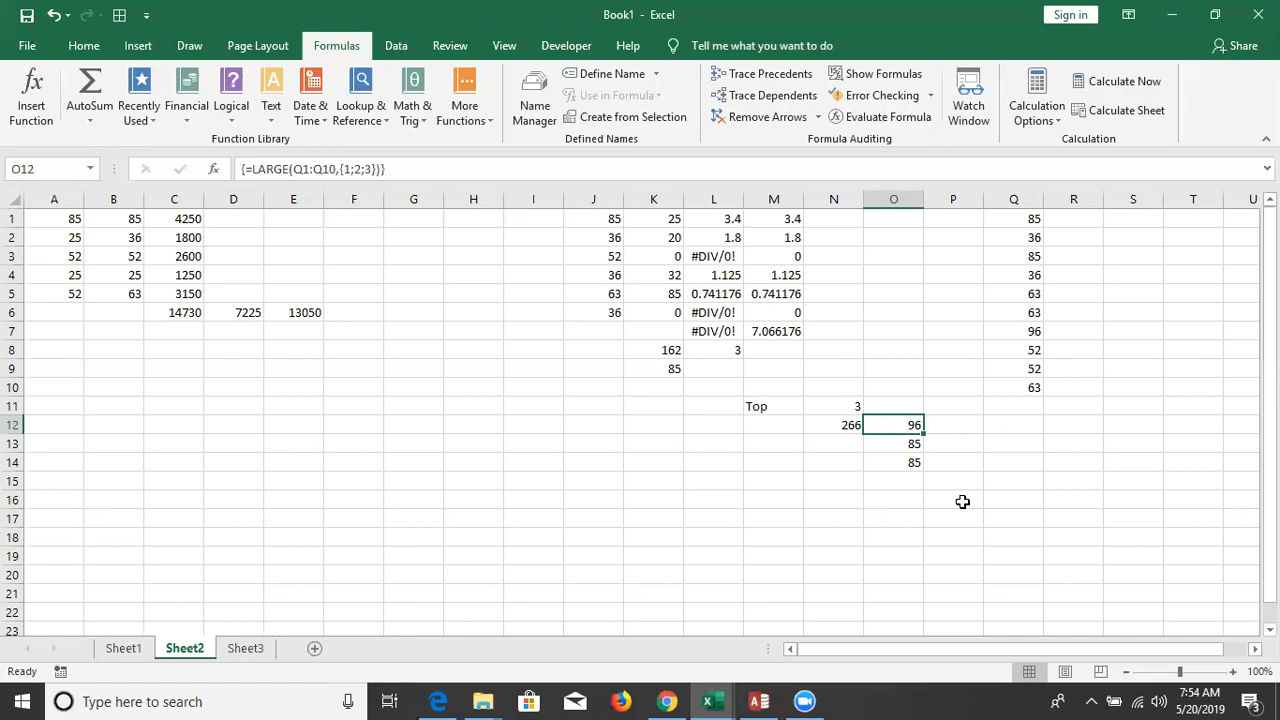 Book1 - Excel
Sign in
File Home Insert Draw Page Layout Formulas Data Review View Developer Help Tell me what you want to do Share
Insert Function
AutoSum
Recently Used
Financial
Logical
Text
Date & Time
Lookup & Reference
Math & Trig
More Functions
Function Library
Name Manager
Define Name
Use in Formula
Create from Selection
Defined Names
Trace Precedents
Trace Dependents
Remove Arrows
Show Formulas
Error Checking
Evaluate Formula
Formula Auditing
Watch Window
Calculation Options
Calculate Now
Calculate Sheet
Calculation
O12 fx {=LARGE(Q1:Q10,{1;2;3})}
A B C D E F G H I J K L M N O P Q R S T U
1 85 85 4250 85 25 3.4 3.4 85
2 25 36 1800 36 20 1.8 1.8 36
3 52 52 2600 52 0 #DIV/0! 0 85
4 25 25 1250 36 32 1.125 1.125 36
5 52 63 3150 63 85 0.741176 0.741176 63
6 14730 7225 13050 36 0 #DIV/0! 0 63
7 #DIV/0! 7.066176 96
8 162 3 52
9 85 52
10 63
11 Top 3
12 266 96
13 85
14 85
15
16
17
18
19
20
21
22
23
Sheet1 Sheet2 Sheet3
Ready 100%
Type here to search
7:54 AM
5/20/2019
3